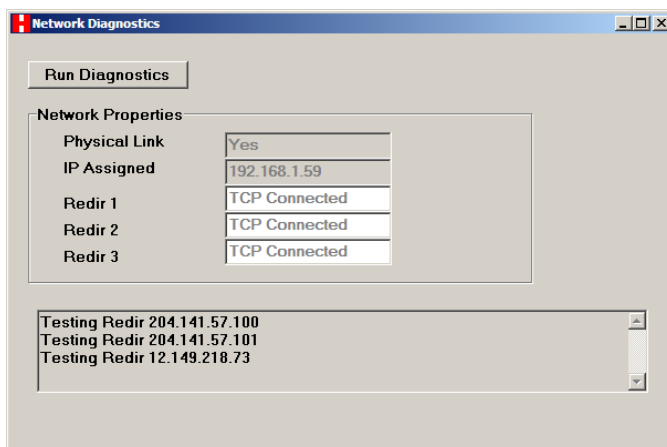 Network Diagnostics
Run Diagnostics
Network Properties
Physical Link Yes
IP Assigned 192.168.1.59
Redir 1 TCP Connected
Redir 2 TCP Connected
Redir 3 TCP Connected
Testing Redir 204.141.57.100
Testing Redir 204.141.57.101
Testing Redir 12.149.218.73